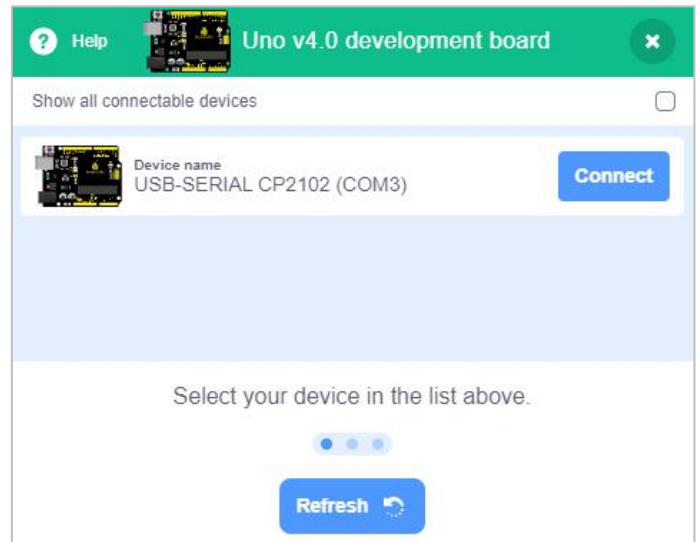 ? Help Uno v4.0 development board
Show all connectable devices
Device name
USB-SERIAL CP2102 (COM3)
Connect
Select your device in the list above.
Refresh